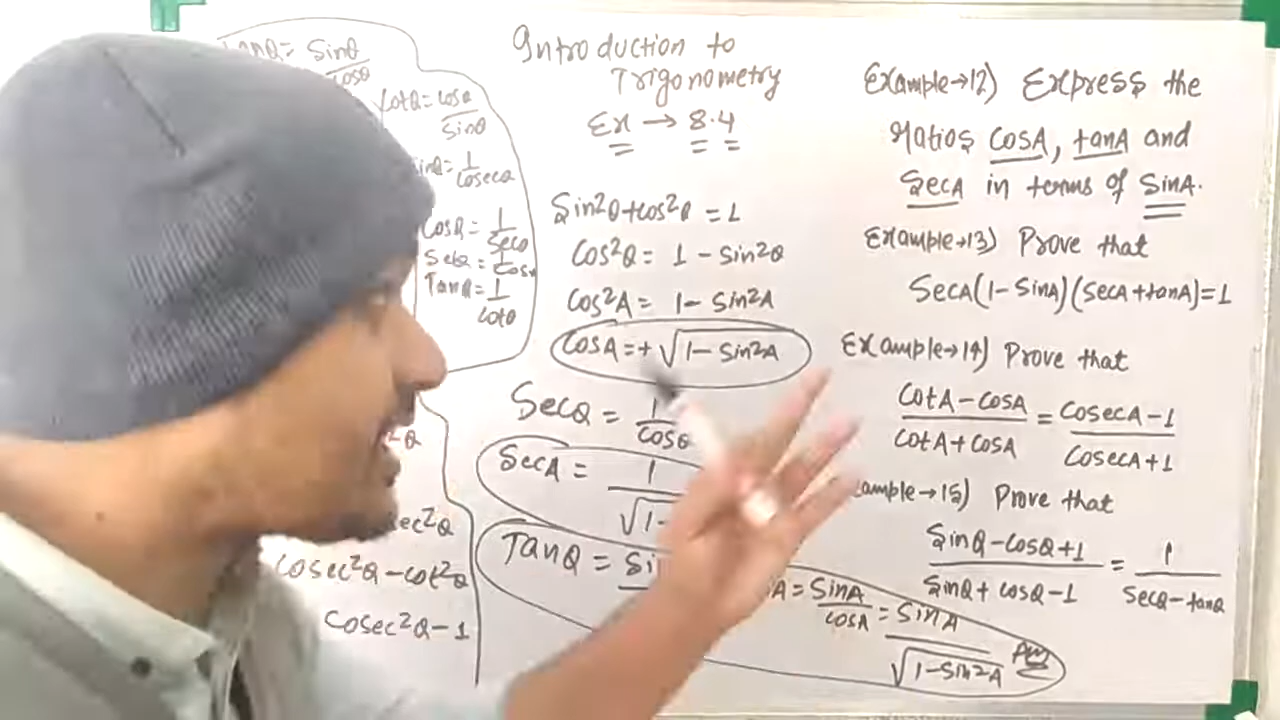 tanθ = Sinθ
cosθ
Cotθ = cosθ
Sinθ
Sinθ = 1
Cosecθ
Cosθ = 1
Secθ
Secθ = 1
Cosθ
Tanθ = 1
Cotθ
Cosec²θ - cot²θ
Cosec²θ - 1
Introduction to
Trigonometry
Ex → 8.4
Sin²θ + cos²θ = 1
Cos²θ = 1 - Sin²θ
Cos²A = 1 - Sin²A
CosA = + √1 - Sin²A
Secθ = 1
Cosθ
SecA = 1
√1-
Tanθ = Si
A = SinA = SinA
cosA √1-Sin²A Ans
Example → 12) Express the
Ratios CosA, tanA and
SecA in terms of SinA.
Example → 13) Prove that
SecA(1 - SinA)(SecA + tanA) = 1
Example → 14) Prove that
CotA - CosA = CosecA - 1
CotA + CosA CosecA + 1
ample → 15) Prove that
Sinθ - Cosθ + 1 = 1
Sinθ + cosθ - 1 Secθ - tanθ